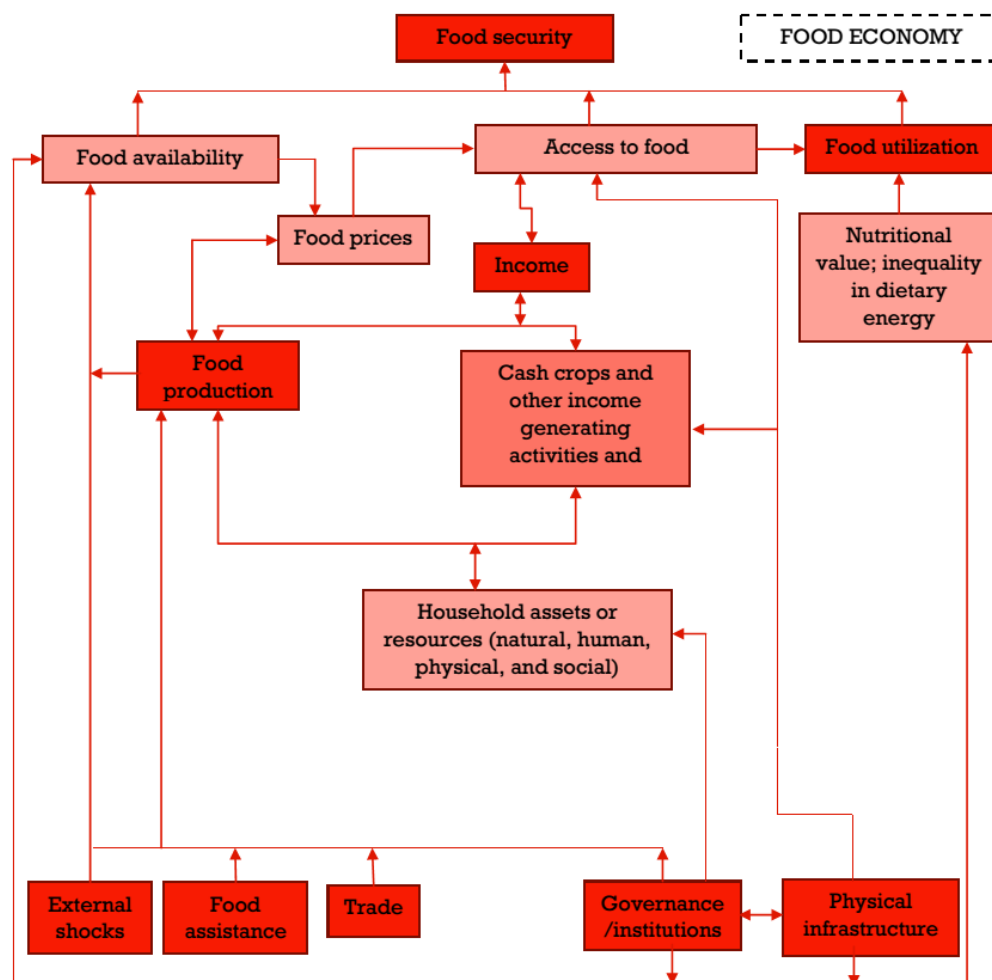 Food security
FOOD ECONOMY
Food availability
Access to food
Food utilization
Food prices
Income
Nutritional
value; inequality
in dietary
energy
Food
production
Cash crops and
other income
generating
activities and
Household assets or
resources (natural, human,
physical, and social)
External
shocks
Food
assistance
Trade
Governance
/institutions
Physical
infrastructure